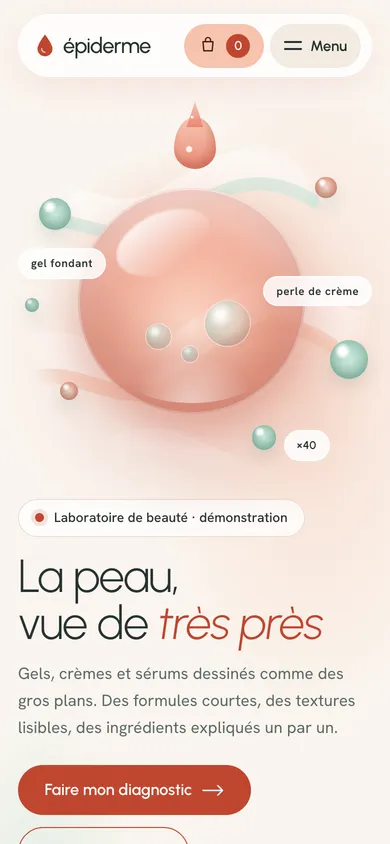 épiderme
0
Menu
gel fondant
perle de crème
×40
Laboratoire de beauté · démonstration
La peau,
vue de très près
Gels, crèmes et sérums dessinés comme des
gros plans. Des formules courtes, des textures
lisibles, des ingrédients expliqués un par un.
Faire mon diagnostic